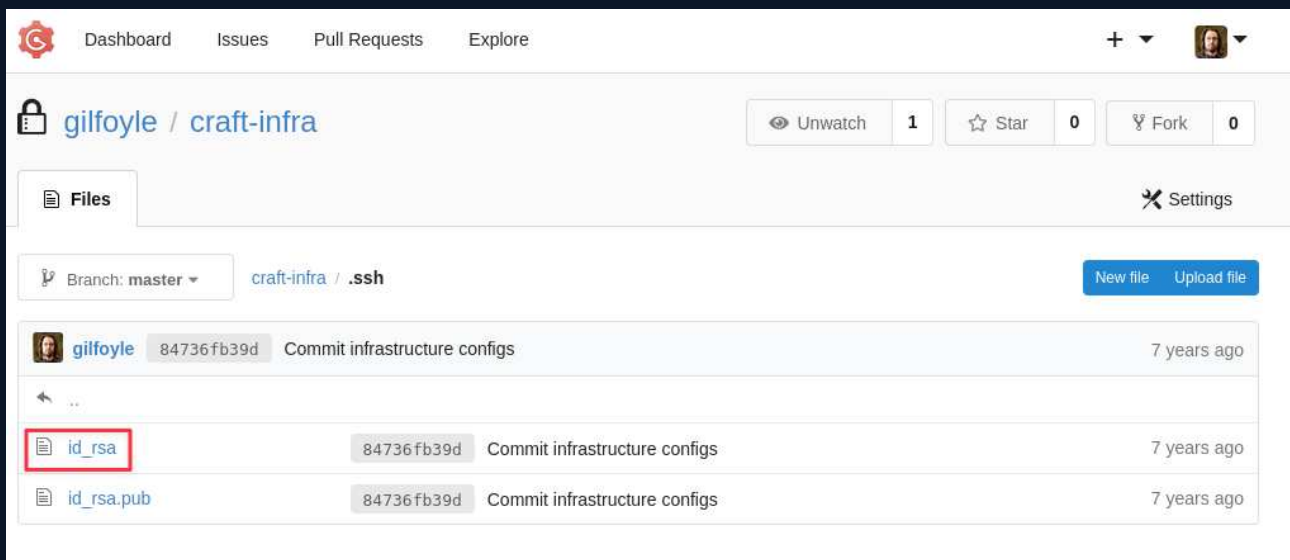 Dashboard Issues Pull Requests Explore +
gilfoyle / craft-infra Unwatch 1 Star 0 Fork 0
Files Settings
Branch: master craft-infra / .ssh New file Upload file
gilfoyle 84736fb39d Commit infrastructure configs 7 years ago
..
id_rsa 84736fb39d Commit infrastructure configs 7 years ago
id_rsa.pub 84736fb39d Commit infrastructure configs 7 years ago